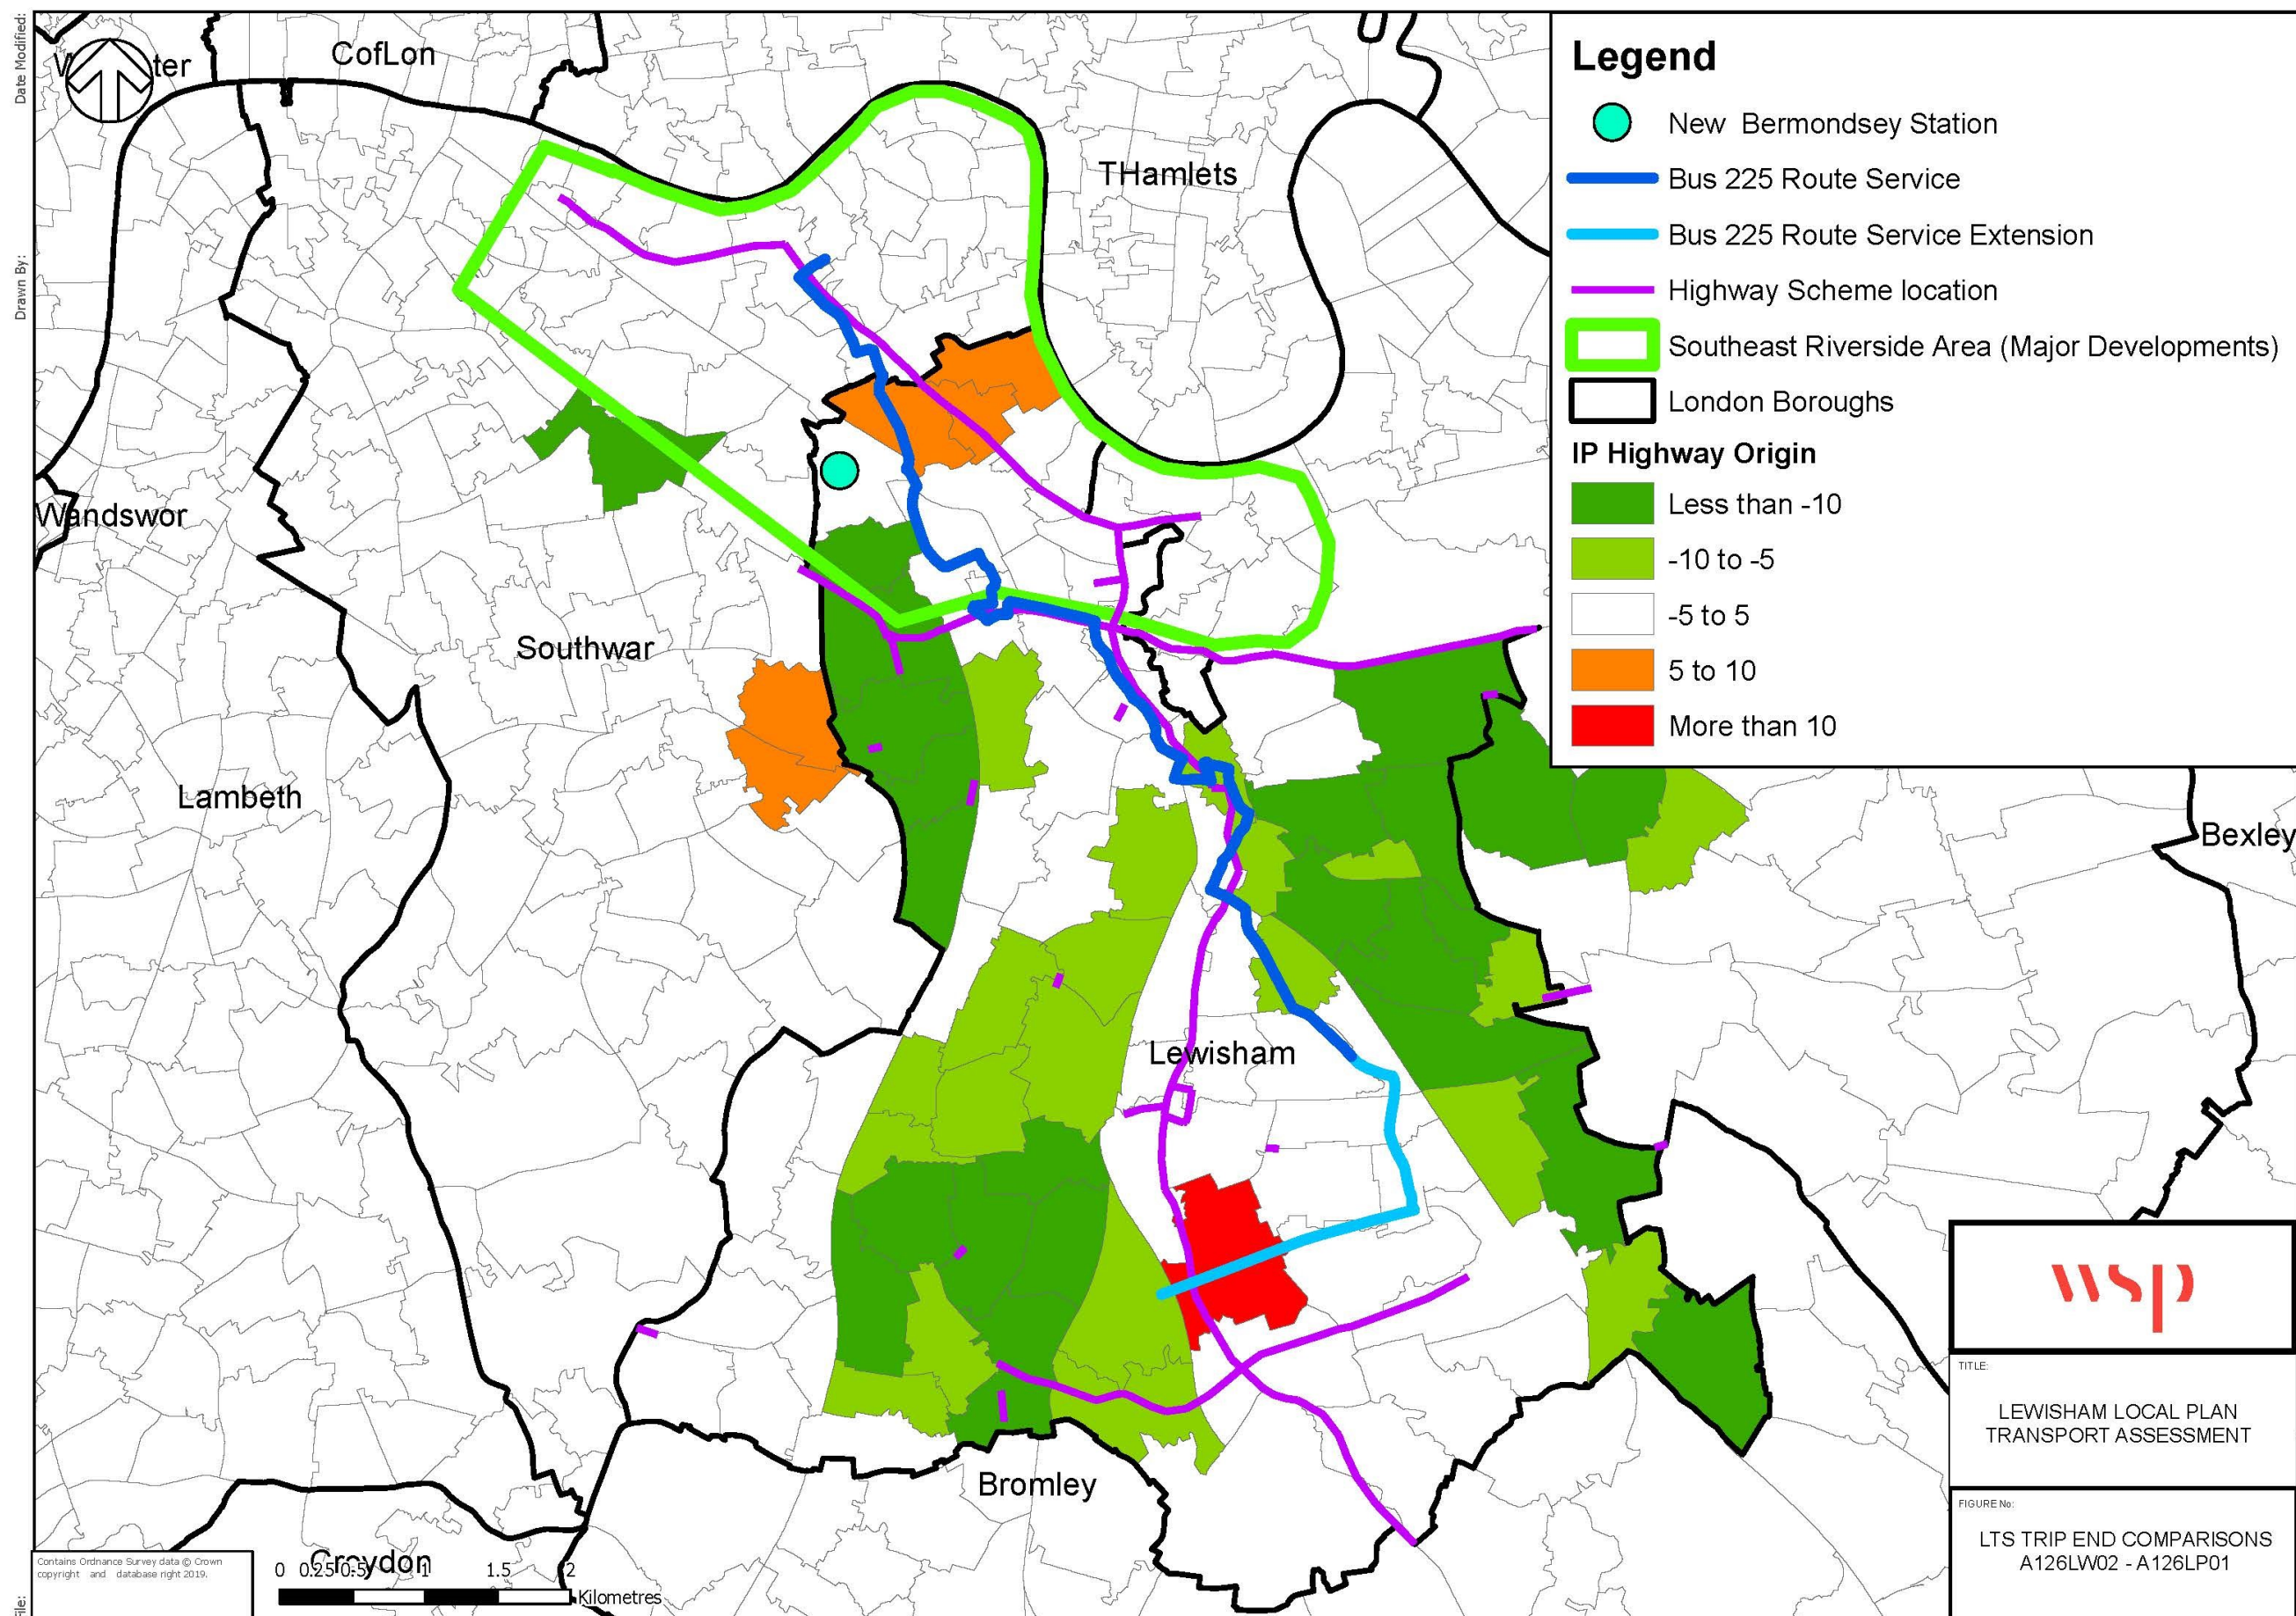 Date Modified:
Drawn By:
File:
CofLon
ter
THamlets
Wandswor
Southwar
Lambeth
Lewisham
Bexley
Bromley
Croydon
Legend
New Bermondsey Station
Bus 225 Route Service
Bus 225 Route Service Extension
Highway Scheme location
Southeast Riverside Area (Major Developments)
London Boroughs
IP Highway Origin
Less than -10
-10 to -5
-5 to 5
5 to 10
More than 10
wsp
TITLE:
LEWISHAM LOCAL PLAN
TRANSPORT ASSESSMENT
FIGURE No:
LTS TRIP END COMPARISONS
A126LW02 - A126LP01
Contains Ordnance Survey data © Crown
copyright and database right 2019.
0 0.25 0.5 1 1.5 2
Kilometres